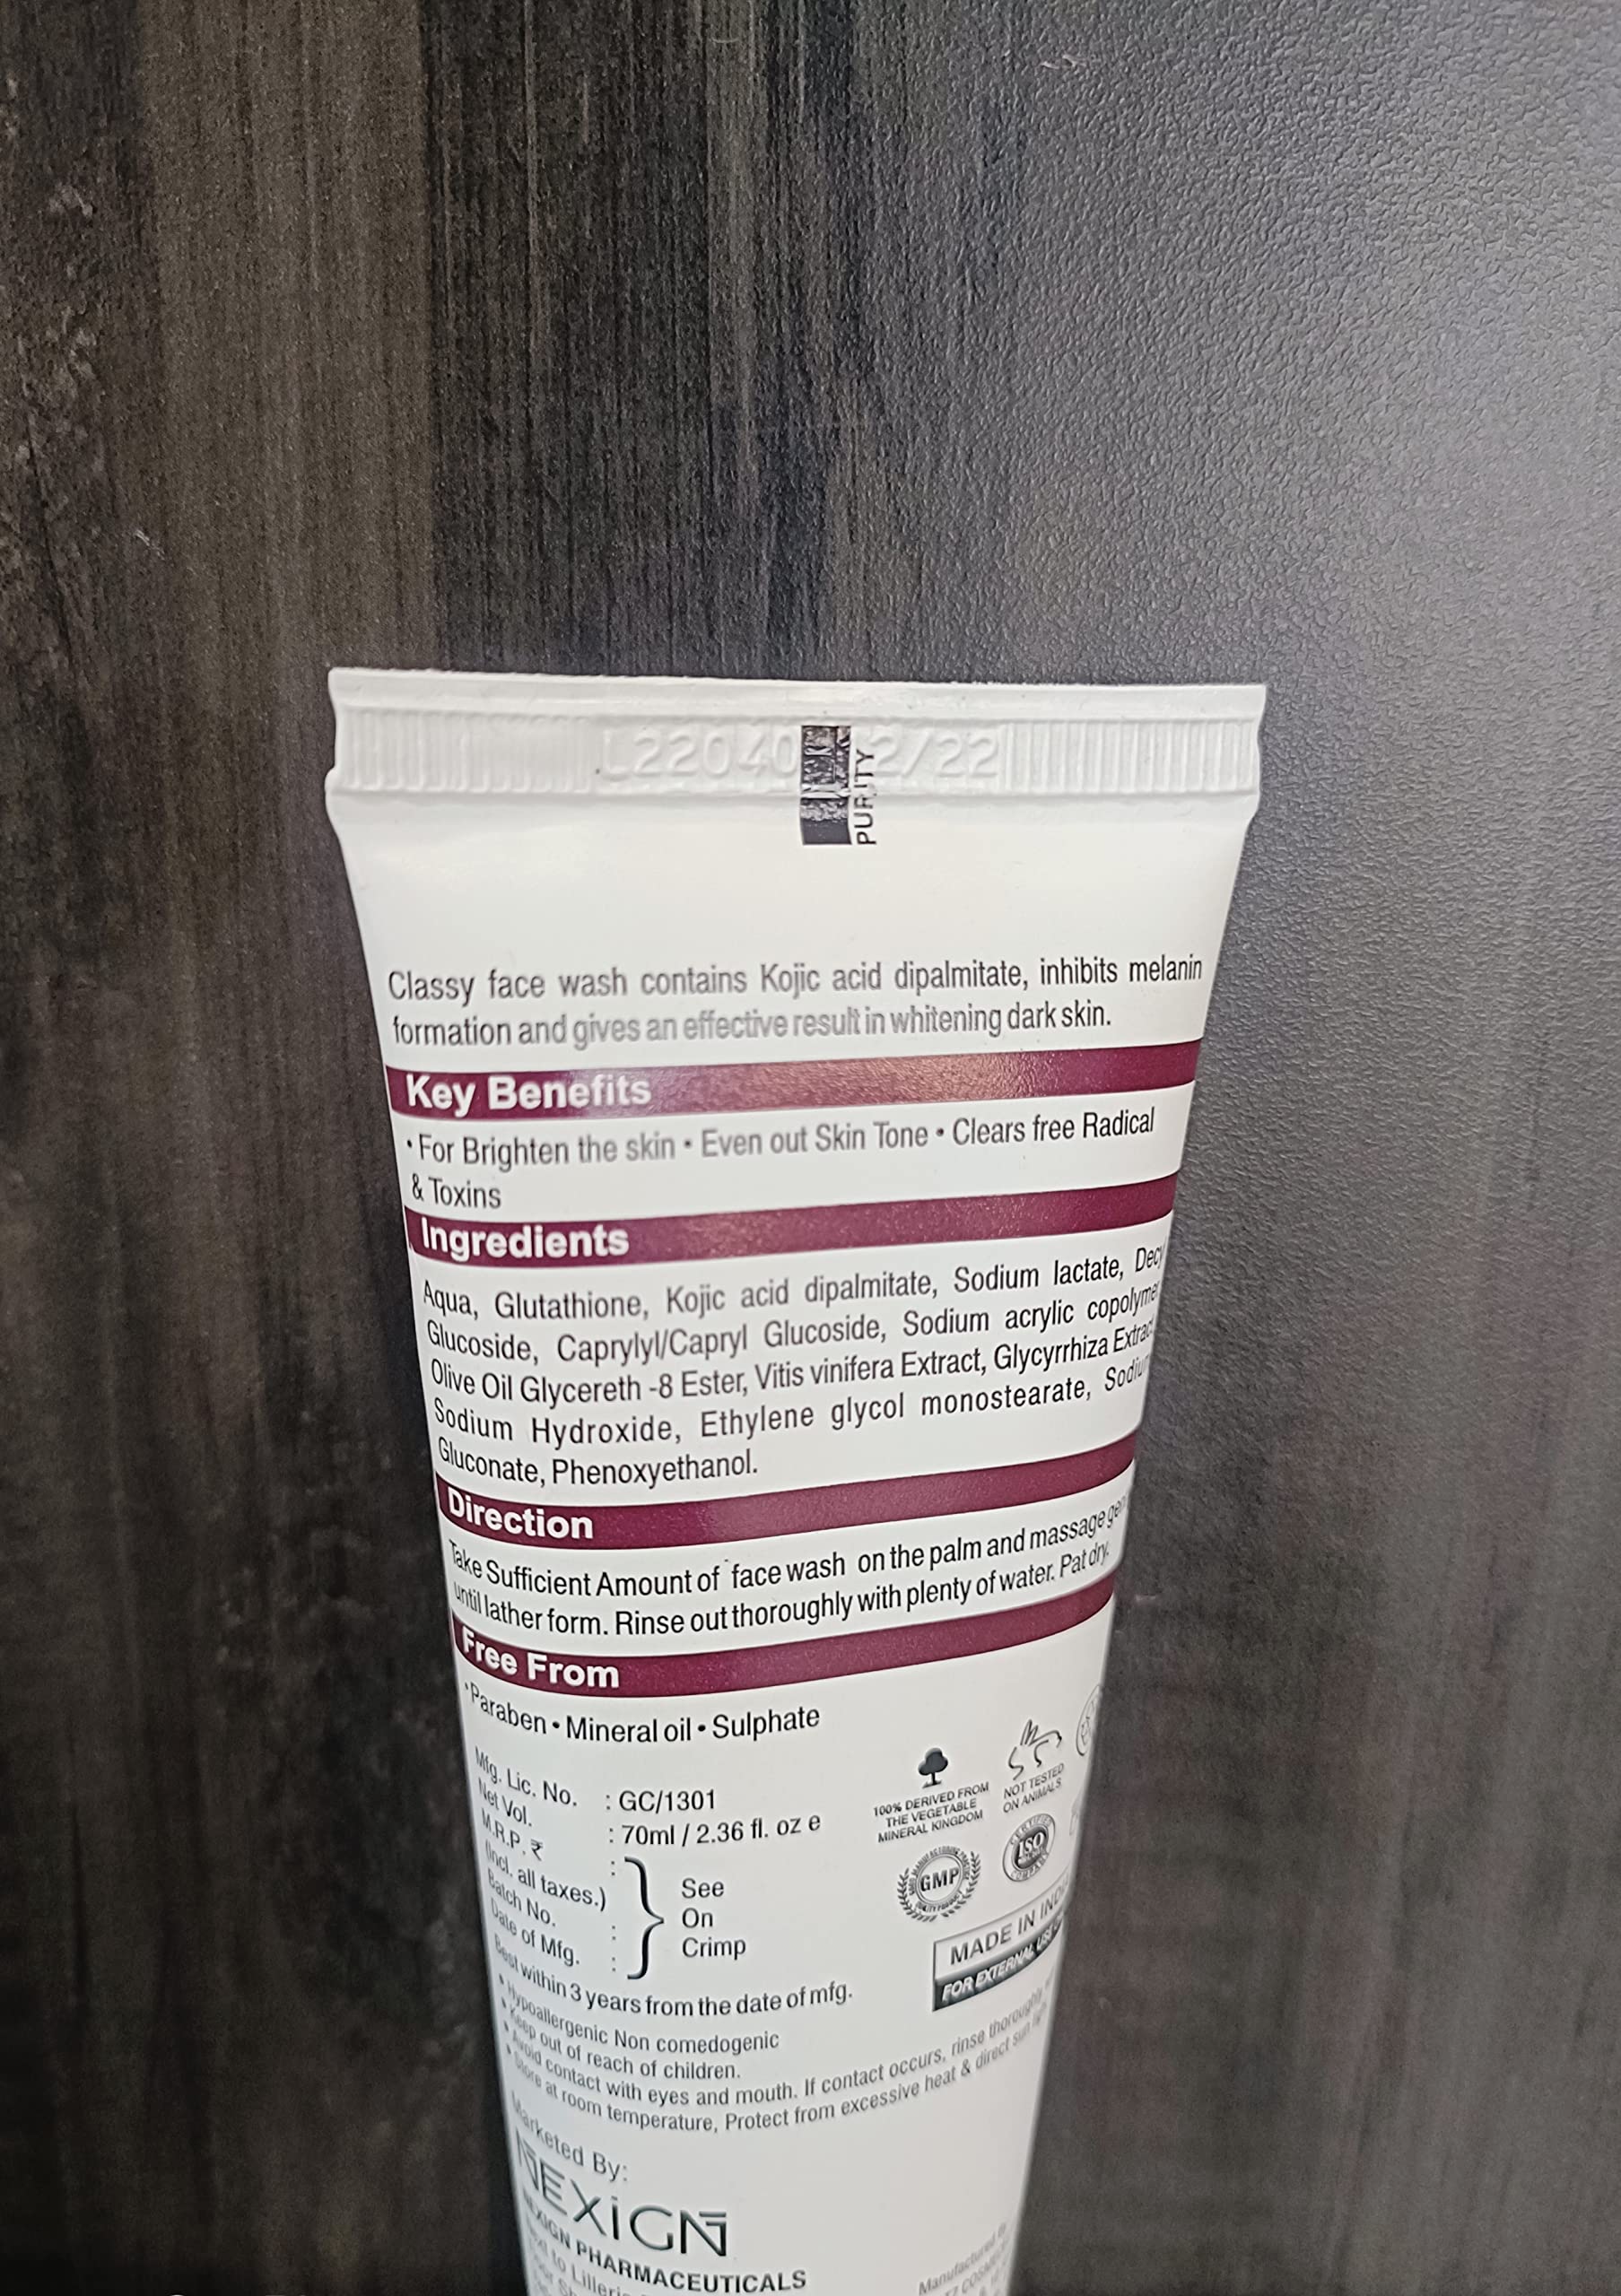 L22040 2/22
PURITY
Classy face wash contains Kojic acid dipalmitate, inhibits melanin
formation and gives an effective result in whitening dark skin.
Key Benefits
• For Brighten the skin • Even out Skin Tone • Clears free Radical
& Toxins
Ingredients
Aqua, Glutathione, Kojic acid dipalmitate, Sodium lactate, Decy
Glucoside, Caprylyl/Capryl Glucoside, Sodium acrylic copolyme
Olive Oil Glycereth -8 Ester, Vitis vinifera Extract, Glycyrrhiza Extrac
Sodium Hydroxide, Ethylene glycol monostearate, Sodiu
Gluconate, Phenoxyethanol.
Direction
Take Sufficient Amount of face wash on the palm and massage ge
until lather form. Rinse out thoroughly with plenty of water. Pat dry.
Free From
• Paraben • Mineral oil • Sulphate
Mfg. Lic. No. : GC/1301
Net Vol. : 70ml / 2.36 fl. oz e
M.R.P. ₹ :
(Incl. all taxes.)
Batch No. :
Date of Mfg. :
See
On
Crimp
Best within 3 years from the date of mfg.
100% DERIVED FROM
THE VEGETABLE
MINERAL KINGDOM
NOT TESTED
ON ANIMALS
GMP
ISO
MADE IN INDI
FOR EXTERNAL USE
• Hypoallergenic Non comedogenic
• Keep out of reach of children.
• Avoid contact with eyes and mouth. If contact occurs, rinse thoroughly
• Store at room temperature, Protect from excessive heat & direct sun
Marketed By:
NEXIGN
NEXIGN PHARMACEUTICALS
to
Manufactured